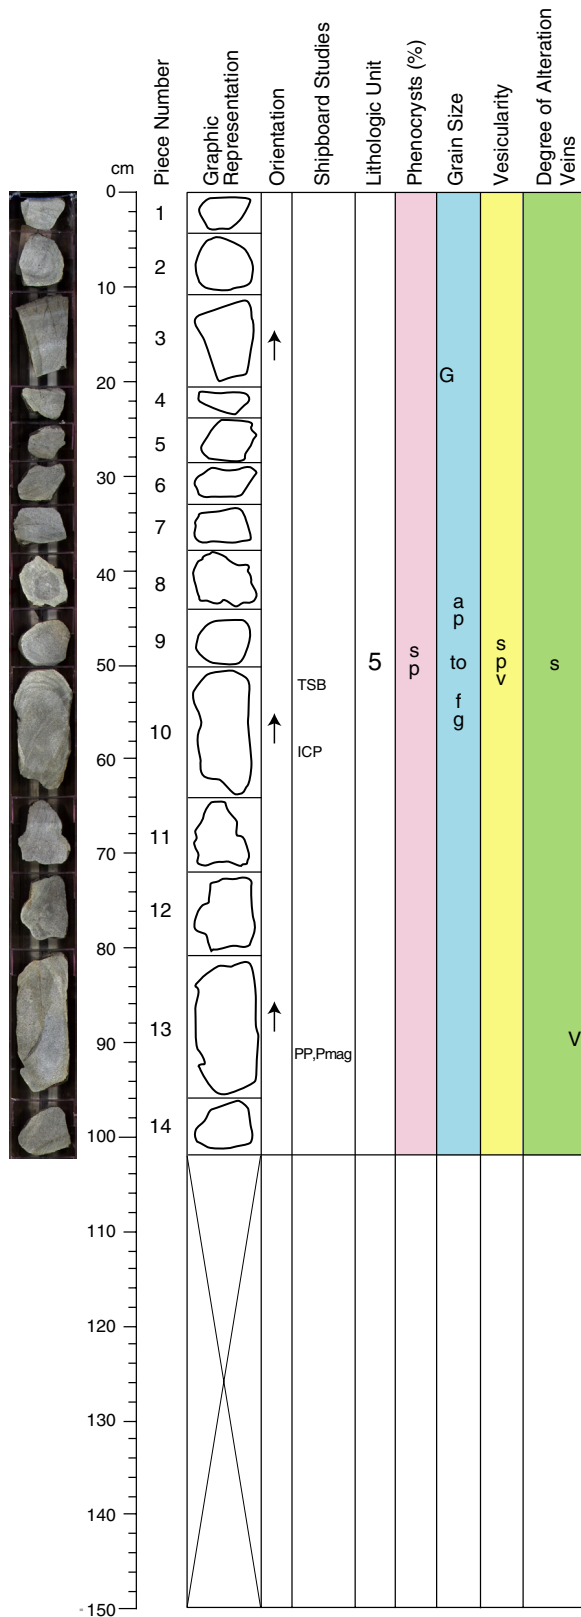 cm
Piece Number
Graphic
Representation
Orientation
Shipboard Studies
Lithologic Unit
Phenocrysts (%)
Grain Size
Vesicularity
Degree of Alteration
Veins
0
1
2
10
3
20
G
4
5
30
6
7
40
8
a
p
9
50
5
s
p
to
s
p
v
s
TSB
f
g
10
ICP
60
11
70
12
80
13
90
V
PP,Pmag
14
100
110
120
130
140
150